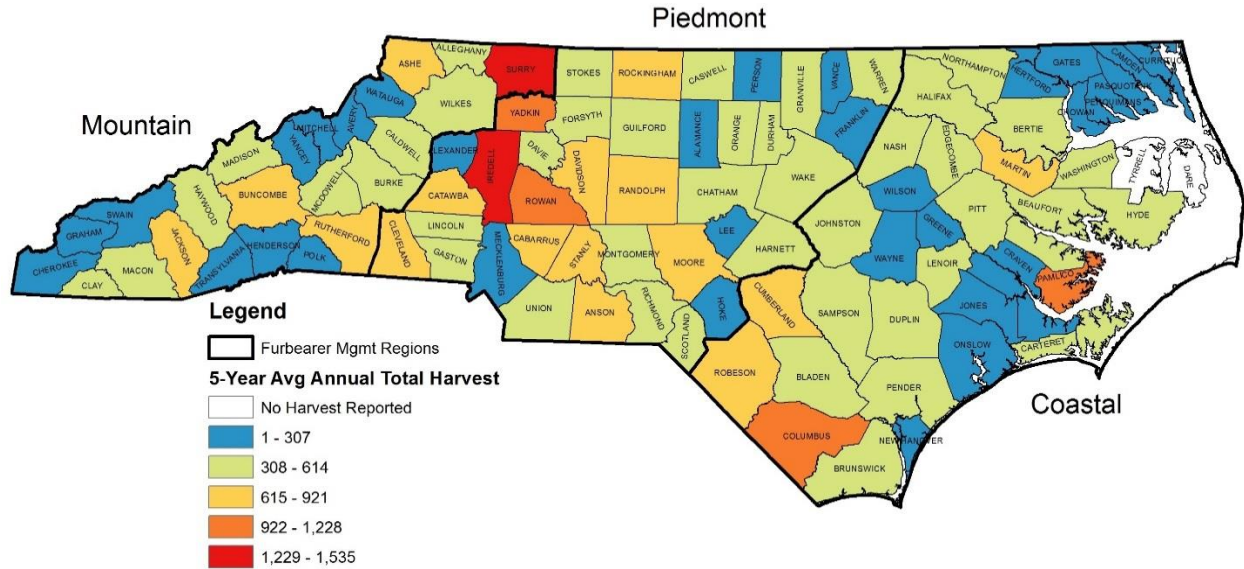 Piedmont
Mountain
Coastal
ALLEGHANY
ASHE
SURRY
STOKES
ROCKINGHAM
CASWELL
PERSON
GRANVILLE
VANCE
WARREN
NORTHAMPTON
HERTFORD
GATES
CAMDEN
CURRITUCK
PASQUOTANK
PERQUIMANS
CHOWAN
WATAUGA
WILKES
YADKIN
FORSYTH
GUILFORD
ALAMANCE
ORANGE
DURHAM
FRANKLIN
HALIFAX
BERTIE
MITCHELL
AVERY
YANCEY
CALDWELL
ALEXANDER
IREDELL
DAVIE
DAVIDSON
RANDOLPH
CHATHAM
WAKE
NASH
EDGECOMBE
MARTIN
WASHINGTON
TYRRELL
DARE
MADISON
BUNCOMBE
MCDOWELL
BURKE
CATAWBA
ROWAN
WILSON
PITT
BEAUFORT
HYDE
HAYWOOD
SWAIN
GRAHAM
CHEROKEE
JACKSON
RUTHERFORD
CLEVELAND
LINCOLN
GASTON
MECKLENBURG
CABARRUS
STANLY
MONTGOMERY
MOORE
LEE
HARNETT
JOHNSTON
GREENE
WAYNE
LENOIR
CRAVEN
PAMLICO
CLAY
MACON
TRANSYLVANIA
HENDERSON
POLK
UNION
ANSON
RICHMOND
SCOTLAND
HOKE
CUMBERLAND
SAMPSON
DUPLIN
JONES
ONSLOW
CARTERET
ROBESON
BLADEN
PENDER
COLUMBUS
NEW HANOVER
BRUNSWICK
Legend
Furbearer Mgmt Regions
5-Year Avg Annual Total Harvest
No Harvest Reported
1 - 307
308 - 614
615 - 921
922 - 1,228
1,229 - 1,535